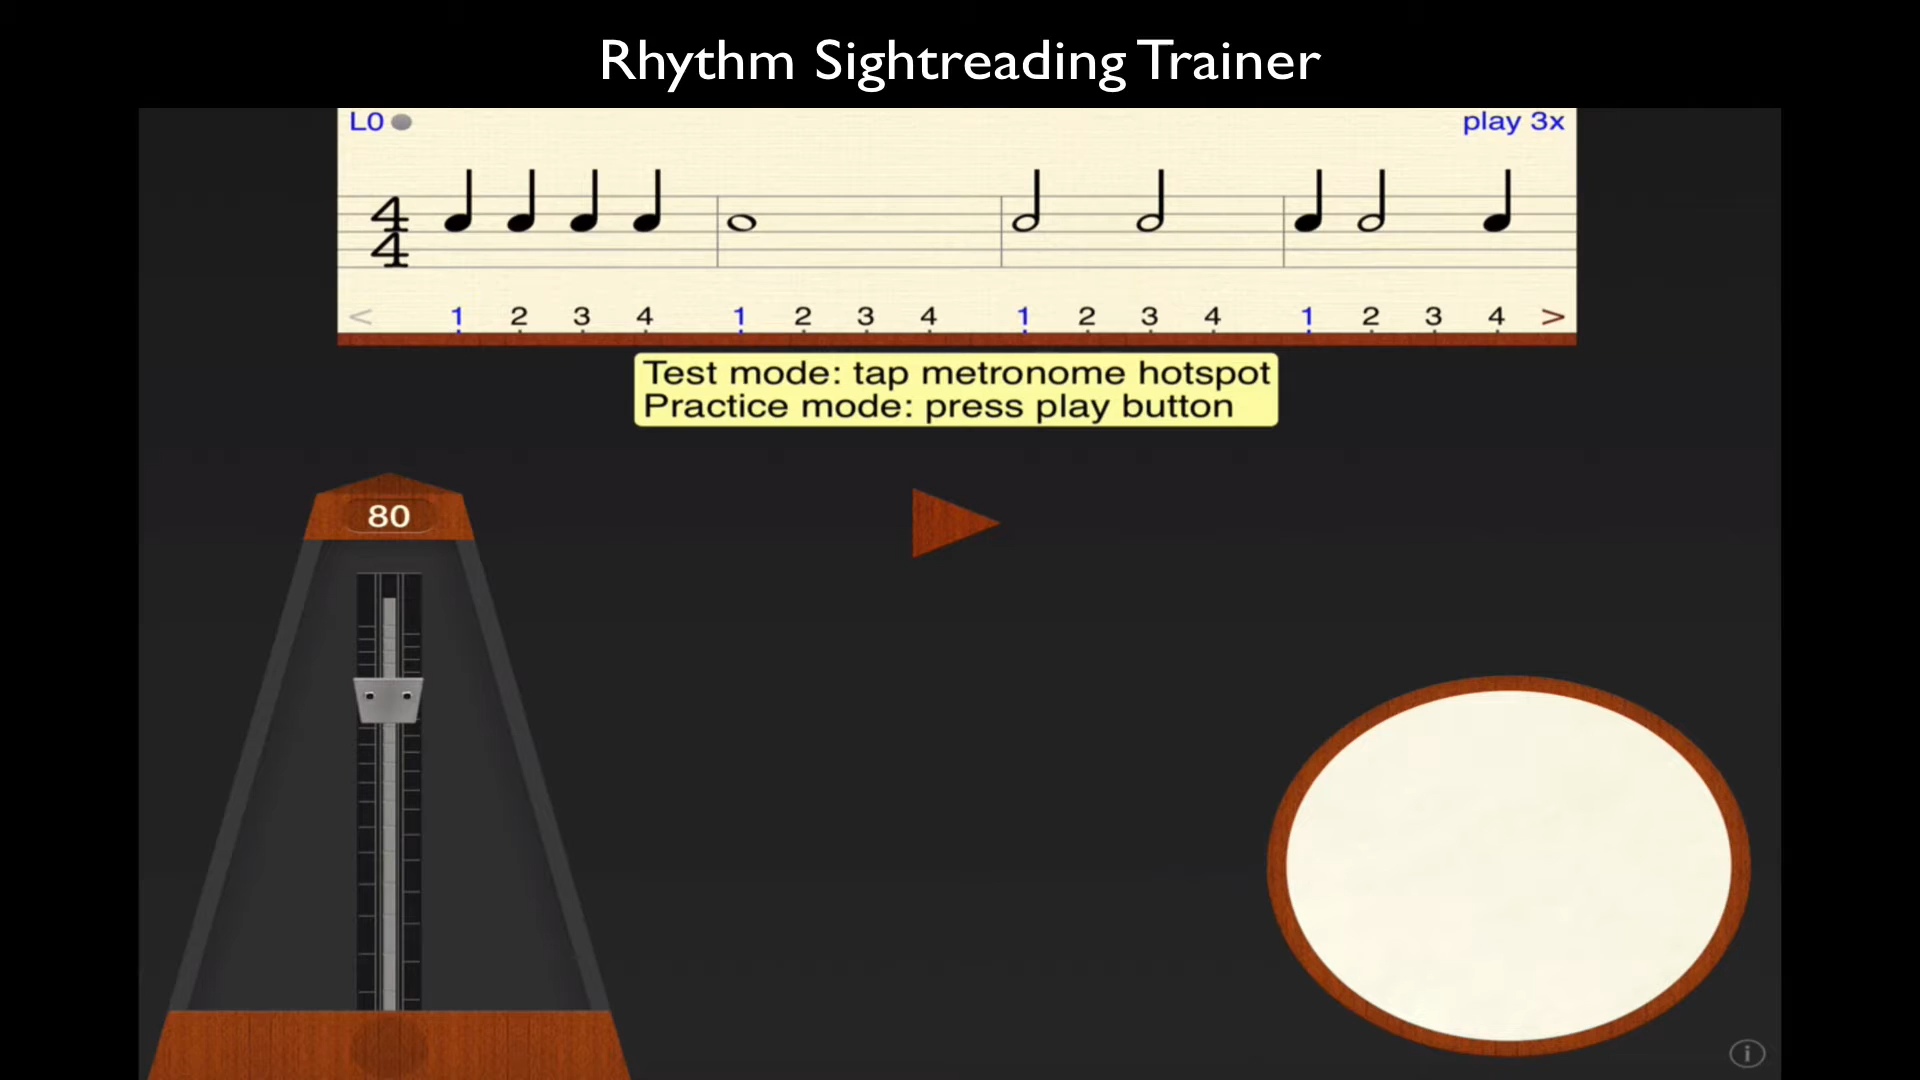 Rhythm Sightreading Trainer
L0 play 3x
4
4
< 1 2 3 4 1 2 3 4 1 2 3 4 1 2 3 4 >
Test mode: tap metronome hotspot
Practice mode: press play button
80
i